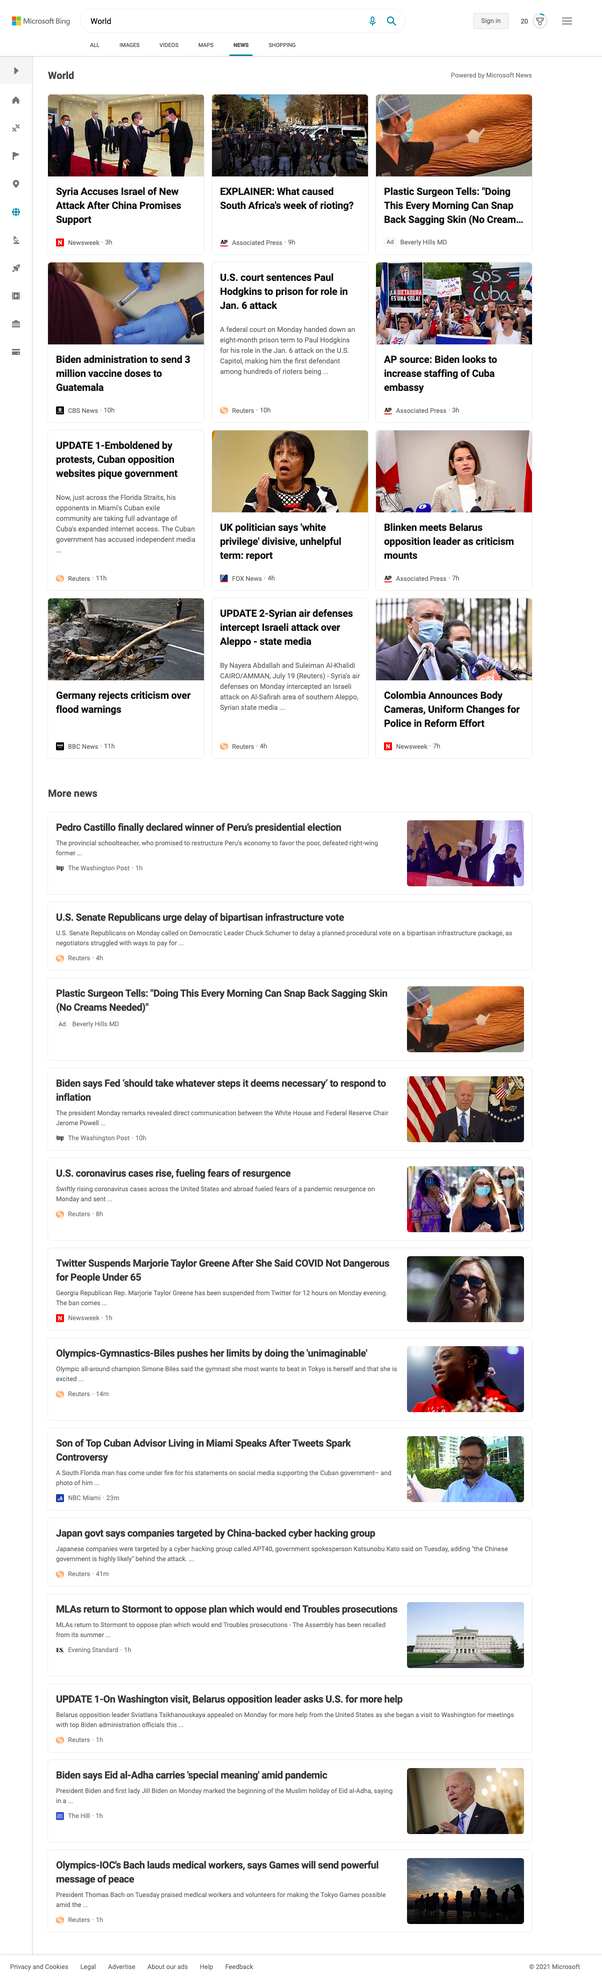 Microsoft Bing
World
Sign in
20
ALL
IMAGES
VIDEOS
MAPS
NEWS
SHOPPING
World
Powered by Microsoft News
Syria Accuses Israel of New
Attack After China Promises
Support
Newsweek · 3h
EXPLAINER: What caused
South Africa's week of rioting?
AP Associated Press · 9h
Plastic Surgeon Tells: "Doing
This Every Morning Can Snap
Back Sagging Skin (No Cream...
Ad Beverly Hills MD
Biden administration to send 3
million vaccine doses to
Guatemala
CBS News · 10h
U.S. court sentences Paul
Hodgkins to prison for role in
Jan. 6 attack
A federal court on Monday handed down an
eight-month prison term to Paul Hodgkins
for his role in the Jan. 6 attack on the U.S.
Capitol, making him the first defendant
among hundreds of rioters being ...
Reuters · 10h
LA DICTADURA
ES UNA SOLA!
SOS
Cuba
AP source: Biden looks to
increase staffing of Cuba
embassy
AP Associated Press · 3h
UPDATE 1-Emboldened by
protests, Cuban opposition
websites pique government
Now, just across the Florida Straits, his
opponents in Miami's Cuban exile
community are taking full advantage of
Cuba's expanded internet access. The Cuban
government has accused independent media
...
Reuters · 11h
UK politician says 'white
privilege' divisive, unhelpful
term: report
FOX News · 4h
Blinken meets Belarus
opposition leader as criticism
mounts
AP Associated Press · 7h
Germany rejects criticism over
flood warnings
BBC News · 11h
UPDATE 2-Syrian air defenses
intercept Israeli attack over
Aleppo - state media
By Nayera Abdallah and Suleiman Al-Khalidi
CAIRO/AMMAN, July 19 (Reuters) - Syria's air
defenses on Monday intercepted an Israeli
attack on Al-Safirah area of southern Aleppo,
Syrian state media ...
Reuters · 4h
Colombia Announces Body
Cameras, Uniform Changes for
Police in Reform Effort
Newsweek · 7h
More news
Pedro Castillo finally declared winner of Peru's presidential election
The provincial schoolteacher, who promised to restructure Peru's economy to favor the poor, defeated right-wing
former ...
wp The Washington Post · 1h
U.S. Senate Republicans urge delay of bipartisan infrastructure vote
U.S. Senate Republicans on Monday called on Democratic Leader Chuck Schumer to delay a planned procedural vote on a bipartisan infrastructure package, as
negotiators struggled with ways to pay for ...
Reuters · 4h
Plastic Surgeon Tells: "Doing This Every Morning Can Snap Back Sagging Skin
(No Creams Needed)"
Ad Beverly Hills MD
Biden says Fed 'should take whatever steps it deems necessary' to respond to
inflation
The president Monday remarks revealed direct communication between the White House and Federal Reserve Chair
Jerome Powell ...
wp The Washington Post · 10h
U.S. coronavirus cases rise, fueling fears of resurgence
Swiftly rising coronavirus cases across the United States and abroad fueled fears of a pandemic resurgence on
Monday and sent ...
Reuters · 8h
Twitter Suspends Marjorie Taylor Greene After She Said COVID Not Dangerous
for People Under 65
Georgia Republican Rep. Marjorie Taylor Greene has been suspended from Twitter for 12 hours on Monday evening.
The ban comes ...
Newsweek · 1h
Olympics-Gymnastics-Biles pushes her limits by doing the 'unimaginable'
Olympic all-around champion Simone Biles said the gymnast she most wants to beat in Tokyo is herself and that she is
excited ...
Reuters · 14m
Son of Top Cuban Advisor Living in Miami Speaks After Tweets Spark
Controversy
A South Florida man has come under fire for his statements on social media supporting the Cuban government– and
photo of him ...
NBC Miami · 23m
Japan govt says companies targeted by China-backed cyber hacking group
Japanese companies were targeted by a cyber hacking group called APT40, government spokesperson Katsunobu Kato said on Tuesday, adding "the Chinese
government is highly likely" behind the attack. ...
Reuters · 41m
MLAs return to Stormont to oppose plan which would end Troubles prosecutions
MLAs return to Stormont to oppose plan which would end Troubles prosecutions - The Assembly has been recalled
from its summer ...
ES. Evening Standard · 1h
UPDATE 1-On Washington visit, Belarus opposition leader asks U.S. for more help
Belarus opposition leader Sviatlana Tsikhanouskaya appealed on Monday for more help from the United States as she began a visit to Washington for meetings
with top Biden administration officials this ...
Reuters · 1h
Biden says Eid al-Adha carries 'special meaning' amid pandemic
President Biden and first lady Jill Biden on Monday marked the beginning of the Muslim holiday of Eid al-Adha, saying
in a ...
The Hill · 1h
Olympics-IOC's Bach lauds medical workers, says Games will send powerful
message of peace
President Thomas Bach on Tuesday praised medical workers and volunteers for making the Tokyo Games possible
amid the ...
Reuters · 1h
Privacy and Cookies
Legal
Advertise
About our ads
Help
Feedback
© 2021 Microsoft